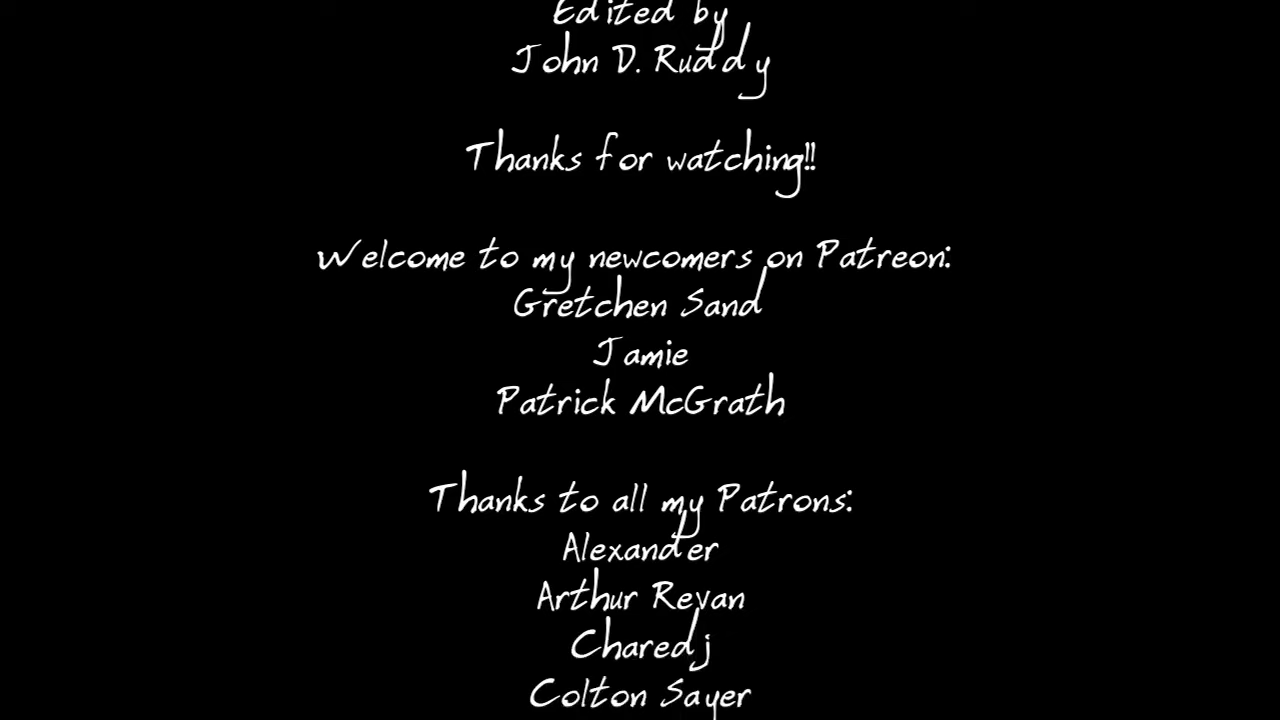 Edited by
John D. Ruddy
Thanks for watching!!
Welcome to my newcomers on Patreon:
Gretchen Sand
Jamie
Patrick McGrath
Thanks to all my Patrons:
Alexander
Arthur Revan
Charedj
Colton Sayer